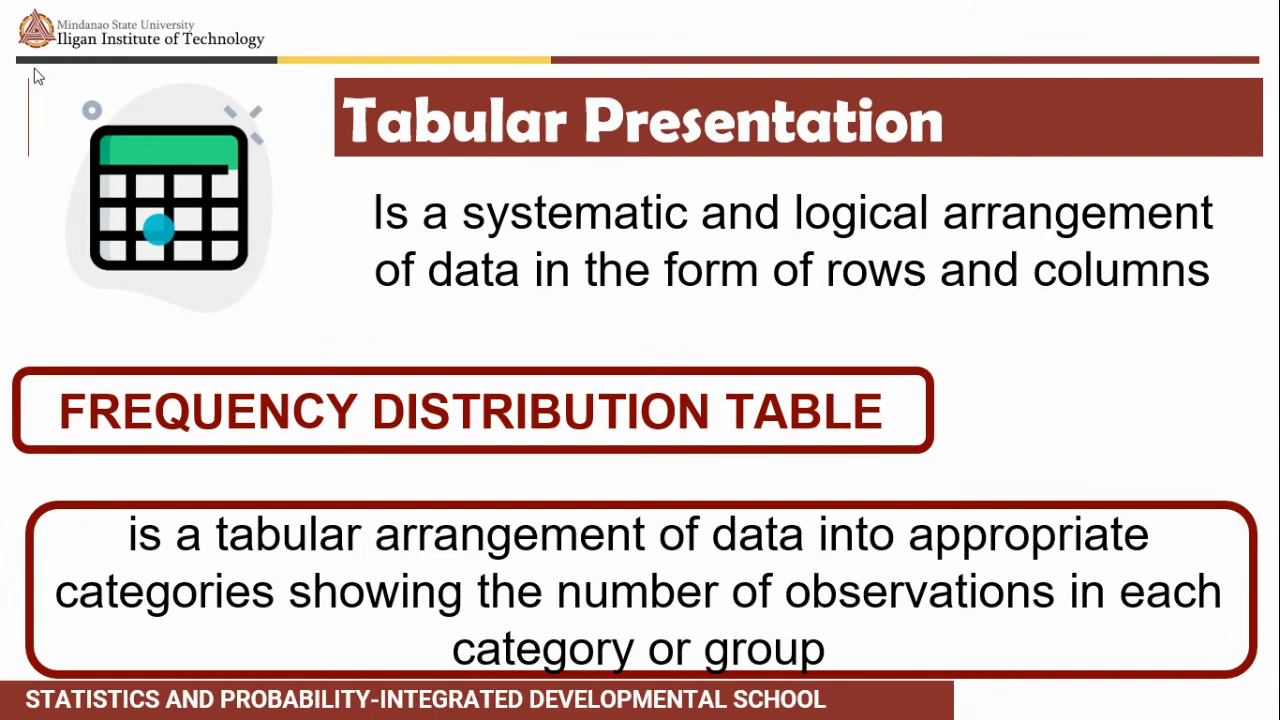 Mindanao State University
Iligan Institute of Technology
Tabular Presentation
Is a systematic and logical arrangement
of data in the form of rows and columns
FREQUENCY DISTRIBUTION TABLE
is a tabular arrangement of data into appropriate
categories showing the number of observations in each
category or group
STATISTICS AND PROBABILITY-INTEGRATED DEVELOPMENTAL SCHOOL